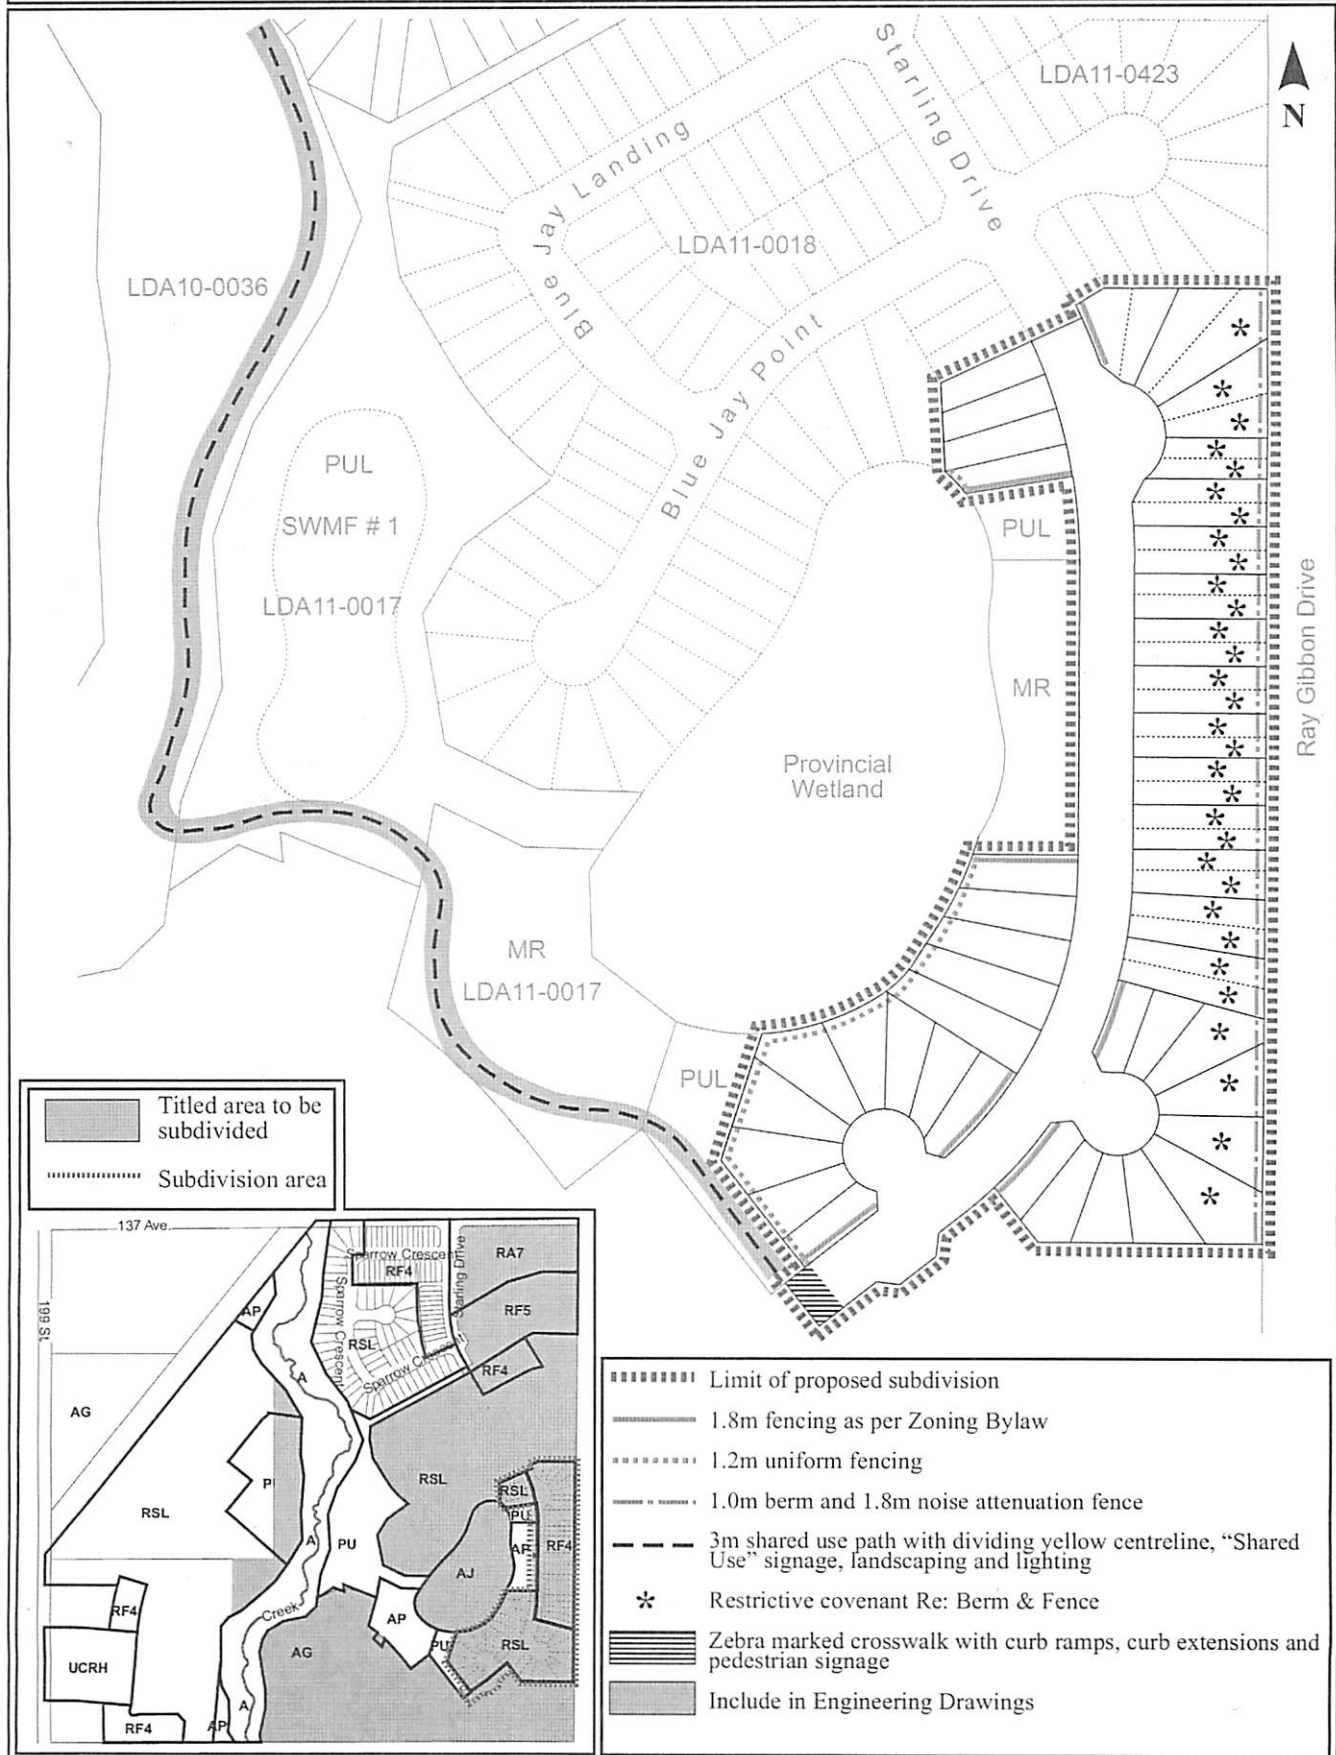 LDA11-0423
Starling Drive
N
Blue Jay Landing
LDA11-0018
LDA10-0036
Blue Jay Point
PUL
SWMF # 1
LDA11-0017
PUL
MR
Ray Gibbon Drive
Provincial
Wetland
MR
LDA11-0017
PUL
Titled area to be
subdivided
Subdivision area
137 Ave.
199 St.
Sparrow Crescent
RF4
Starling Drive
RA7
AP
Sparrow Crescent
RF5
RSL
Sparrow Crescent
RF4
A
AG
RSL
RSL
RSL
PU
A
PU
AP
RF4
AJ
RF4
Creek
AP
PU
RSL
AG
UCRH
A
RF4
AP
Limit of proposed subdivision
1.8m fencing as per Zoning Bylaw
1.2m uniform fencing
1.0m berm and 1.8m noise attenuation fence
3m shared use path with dividing yellow centreline, “Shared
Use” signage, landscaping and lighting
* Restrictive covenant Re: Berm & Fence
Zebra marked crosswalk with curb ramps, curb extensions and
pedestrian signage
Include in Engineering Drawings